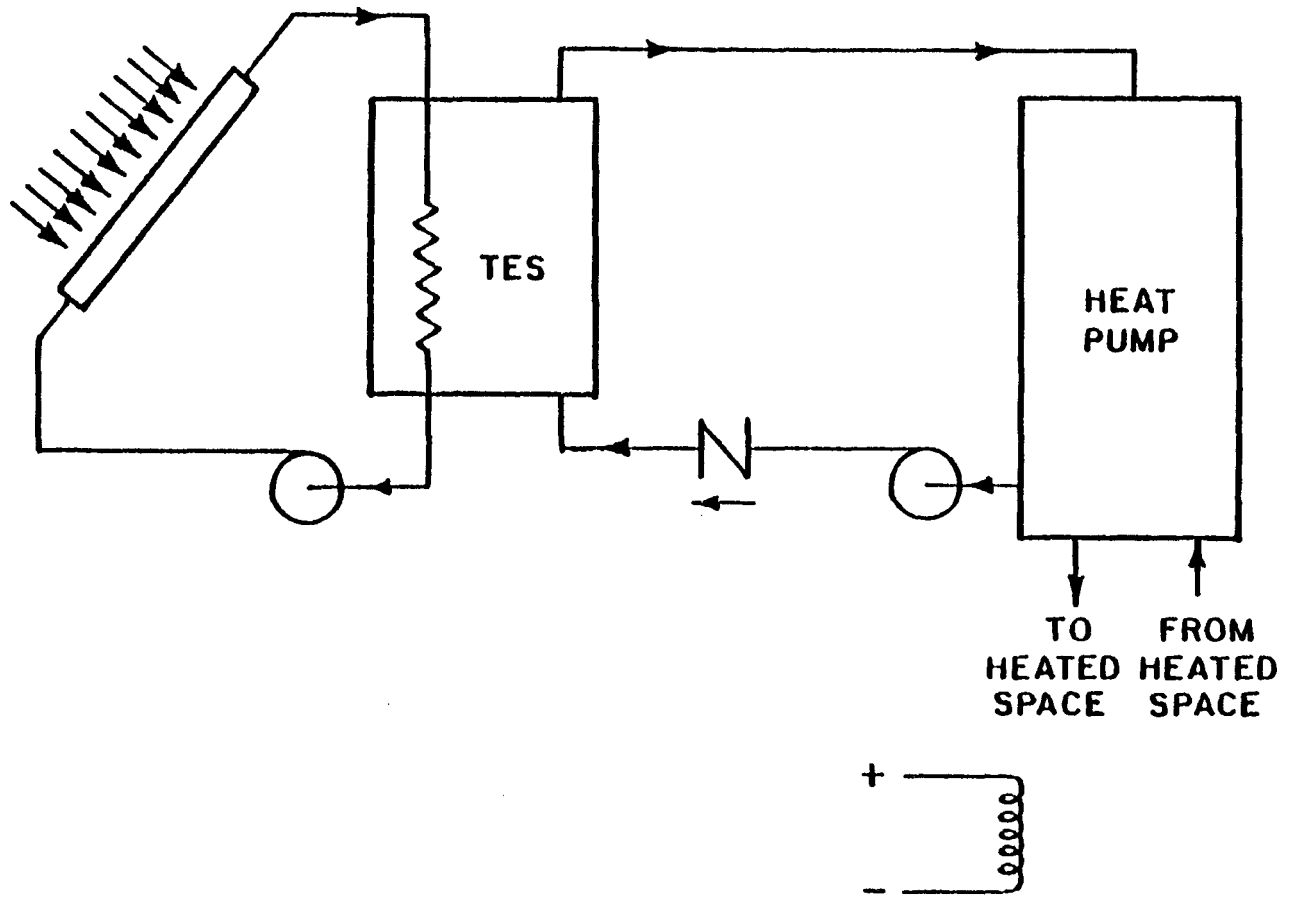 TES
HEAT
PUMP
TO
HEATED
SPACE
FROM
HEATED
SPACE
+
-